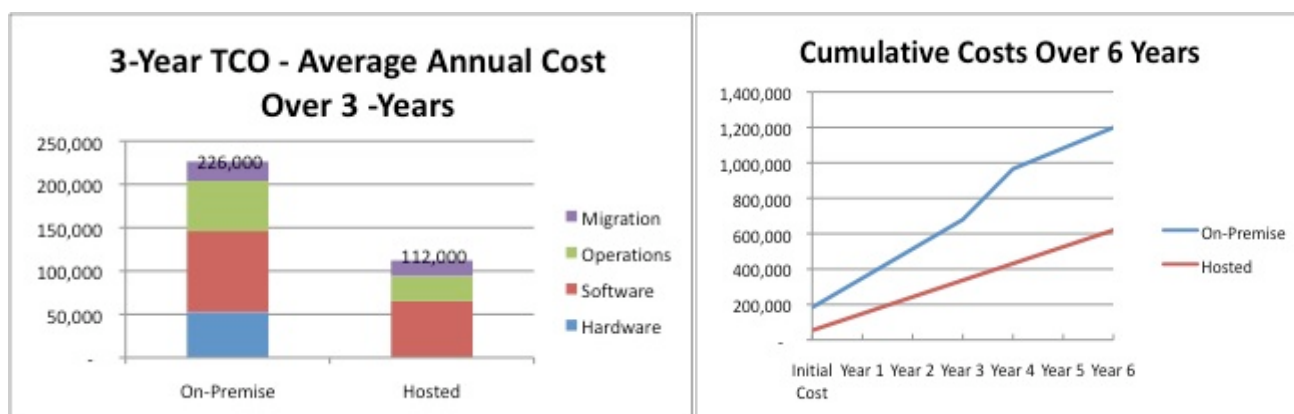 3-Year TCO - Average Annual Cost
Over 3 -Years
250,000
200,000
150,000
100,000
50,000
-
226,000
112,000
On-Premise
Hosted
Migration
Operations
Software
Hardware
Cumulative Costs Over 6 Years
1,400,000
1,200,000
1,000,000
800,000
600,000
400,000
200,000
-
Initial Year 1 Year 2 Year 3 Year 4 Year 5 Year 6
Cost
On-Premise
Hosted